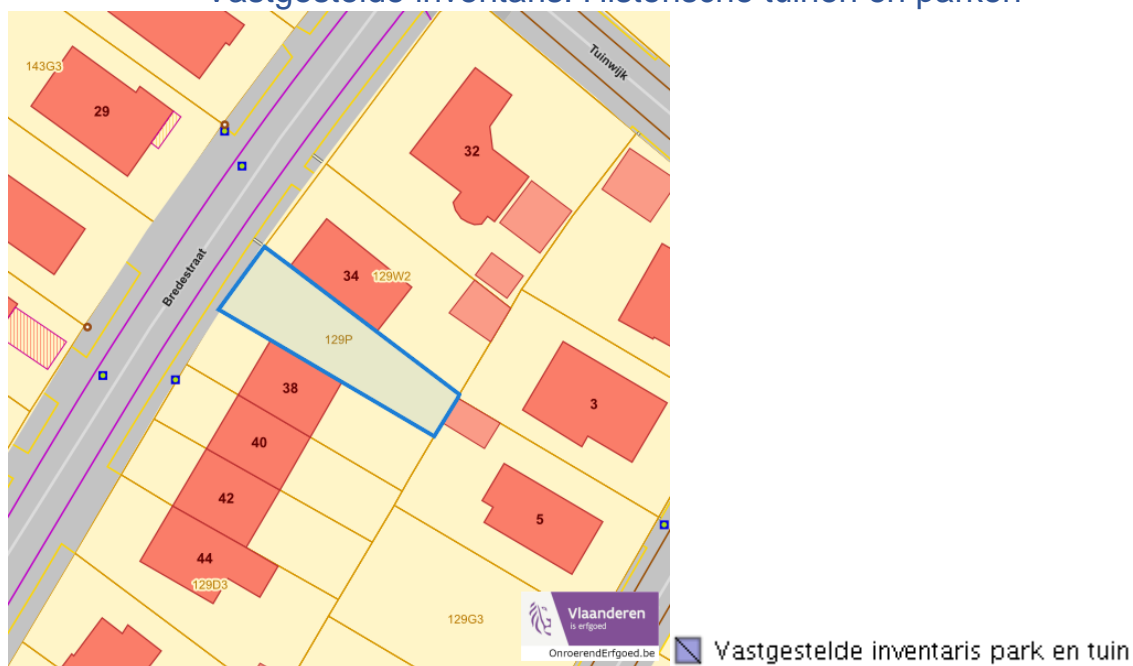 Vastgestelde inventaris: Historische tuinen en parken
143G3
29
Tuinwijk
32
Bredestraat
34
129W2
129P
38
3
40
42
5
44
129D3
129G3
Vlaanderen
is erfgoed
OnroerendErfgoed.be
Vastgestelde inventaris park en tuin